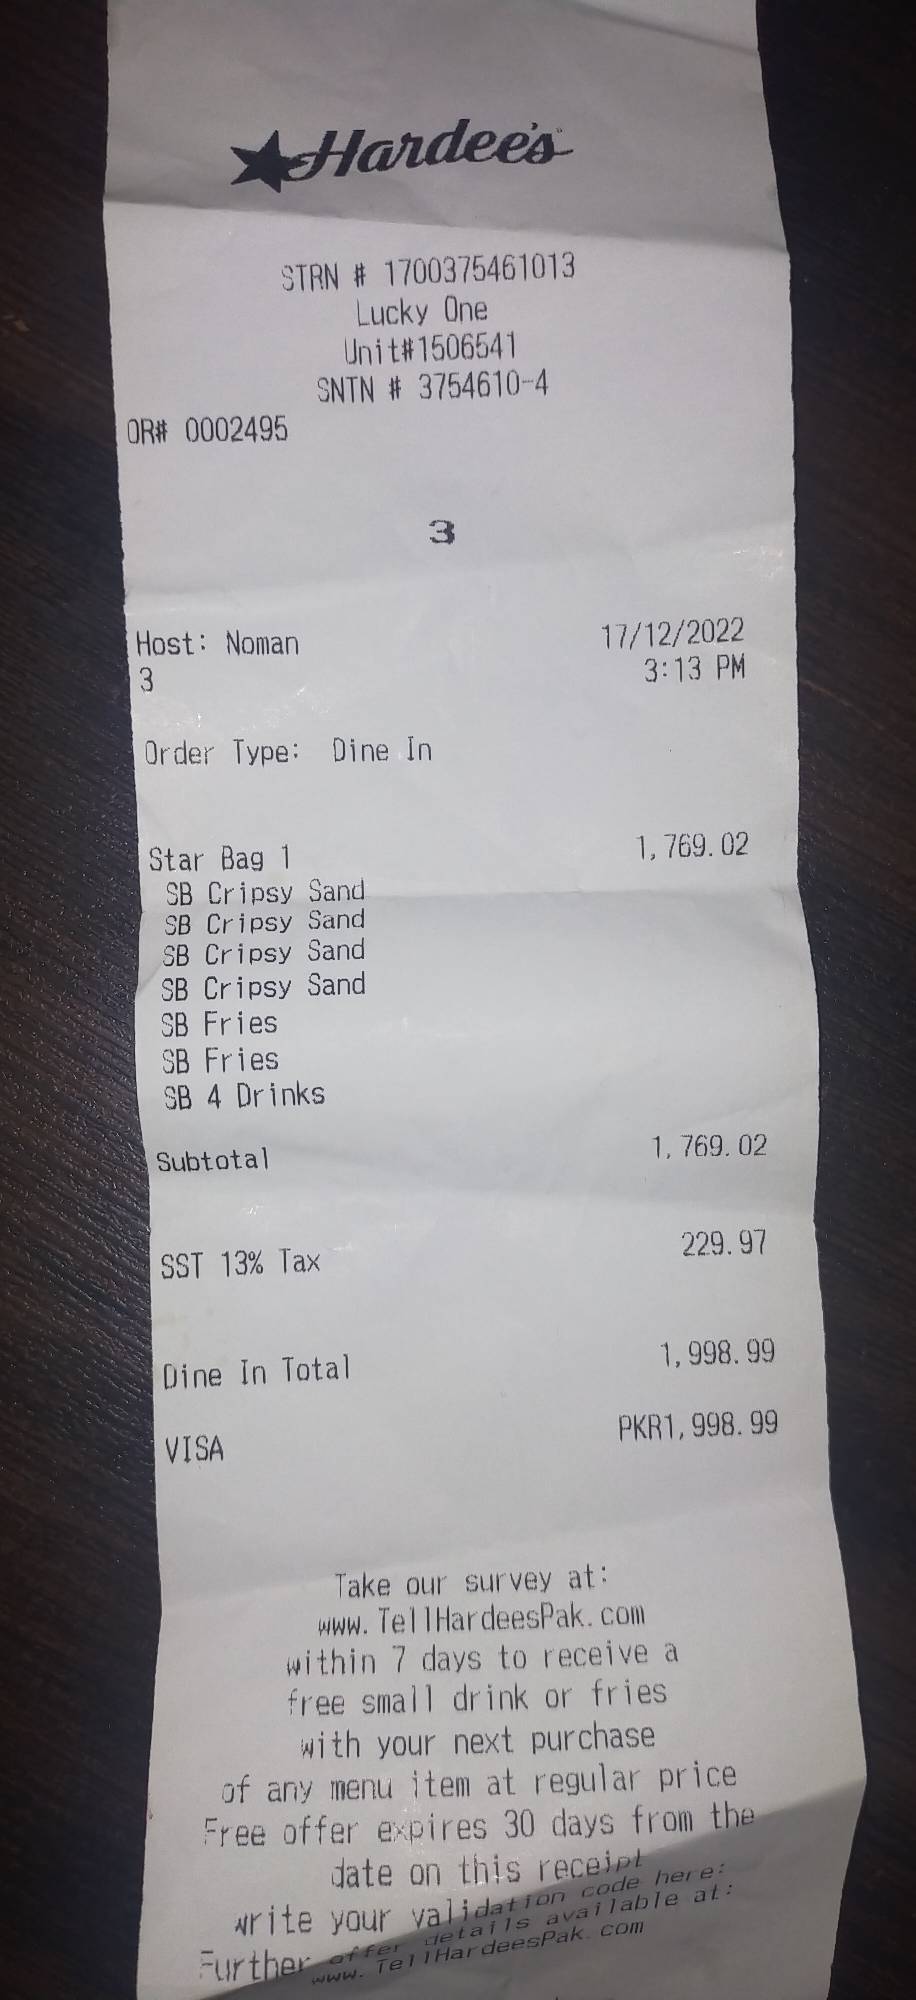 Hardee's
STRN # 1700375461013
Lucky One
Unit#1506541
SNTN # 3754610-4
OR# 0002495
3
Host: Noman 17/12/2022
3 3:13 PM
Order Type: Dine In
Star Bag 1 1,769.02
SB Cripsy Sand
SB Cripsy Sand
SB Cripsy Sand
SB Cripsy Sand
SB Fries
SB Fries
SB 4 Drinks
Subtotal 1,769.02
SST 13% Tax 229.97
Dine In Total 1,998.99
VISA PKR1,998.99
Take our survey at:
www.TellHardeesPak.com
within 7 days to receive a
free small drink or fries
with your next purchase
of any menu item at regular price
Free offer expires 30 days from the
date on this receipt
write your validation code here:
Further offer details available at:
www.TellHardeesPak.com